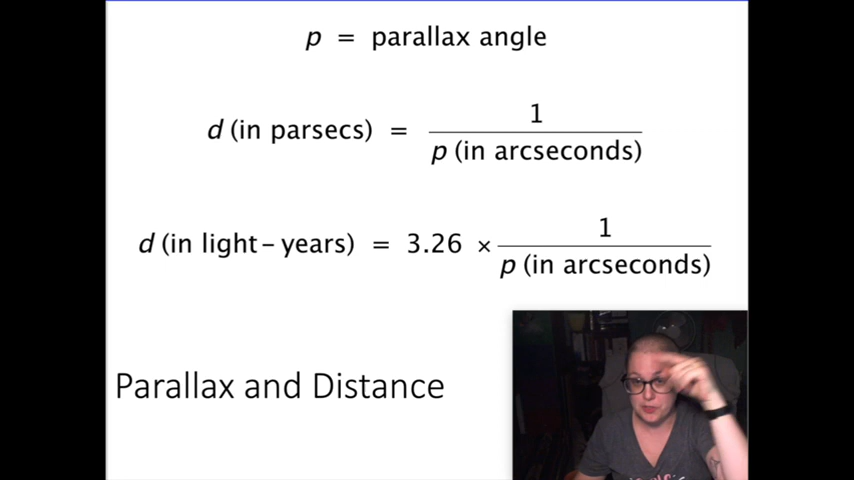 p = parallax angle
d (in parsecs) = 1 / p (in arcseconds)
d (in light – years) = 3.26 × 1 / p (in arcseconds)
Parallax and Distance